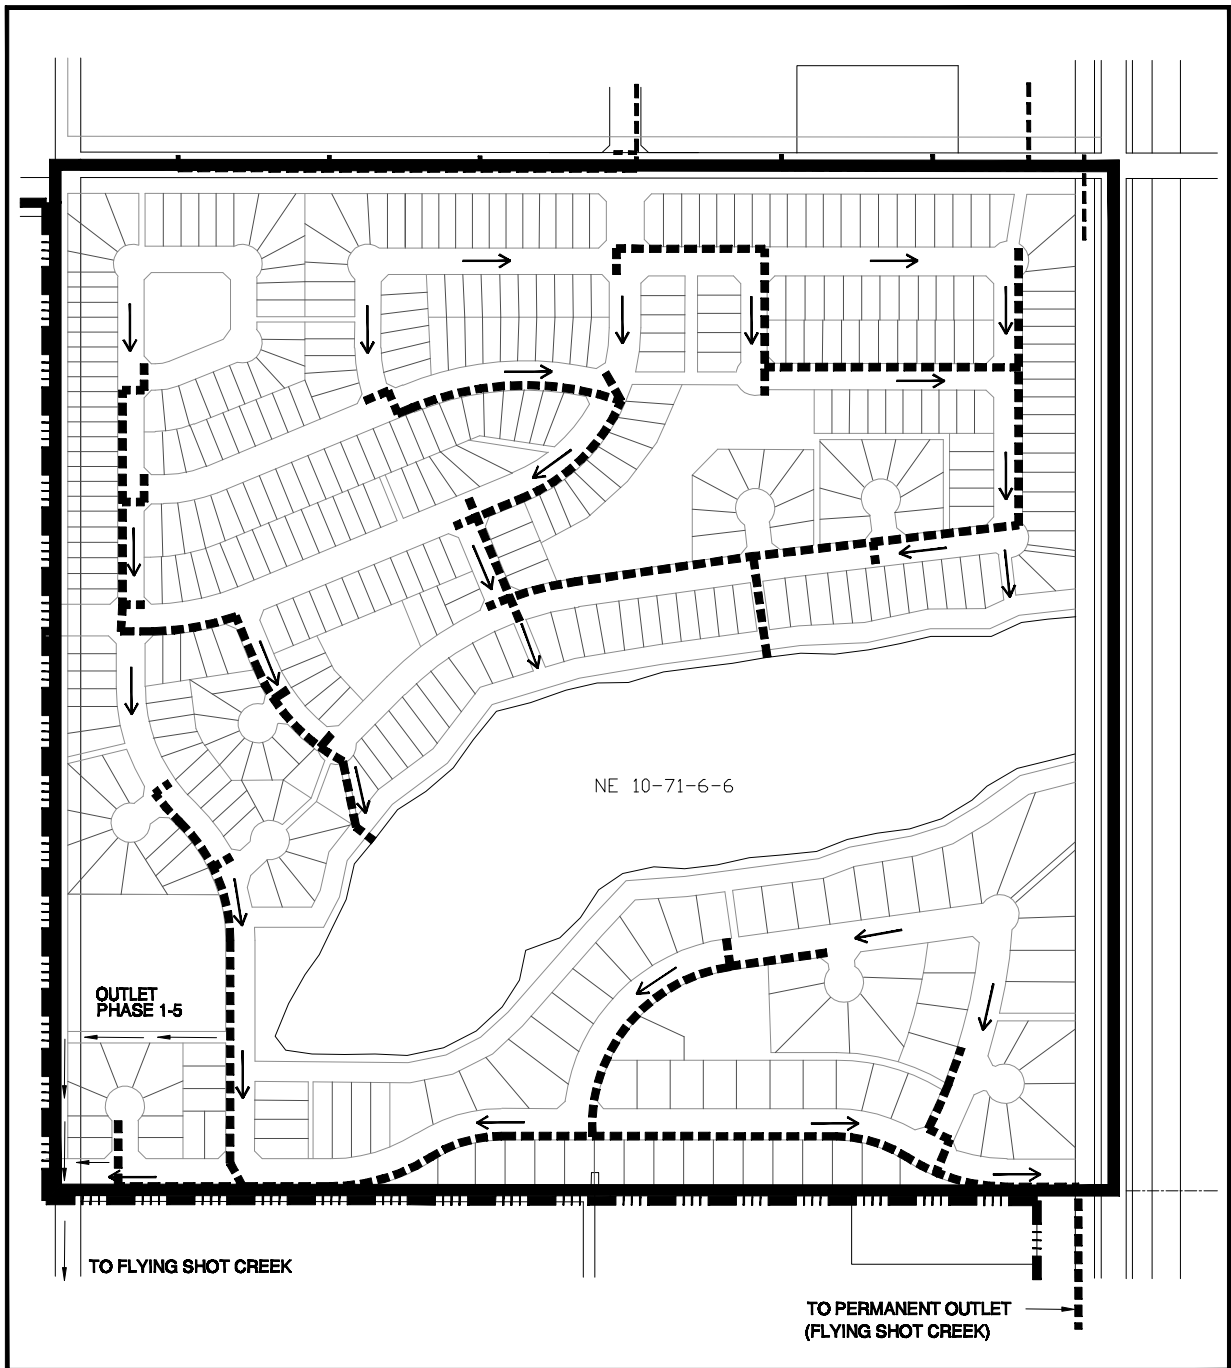 NE 10-71-6-6
OUTLET
PHASE 1-5
TO FLYING SHOT CREEK
TO PERMANENT OUTLET
(FLYING SHOT CREEK)